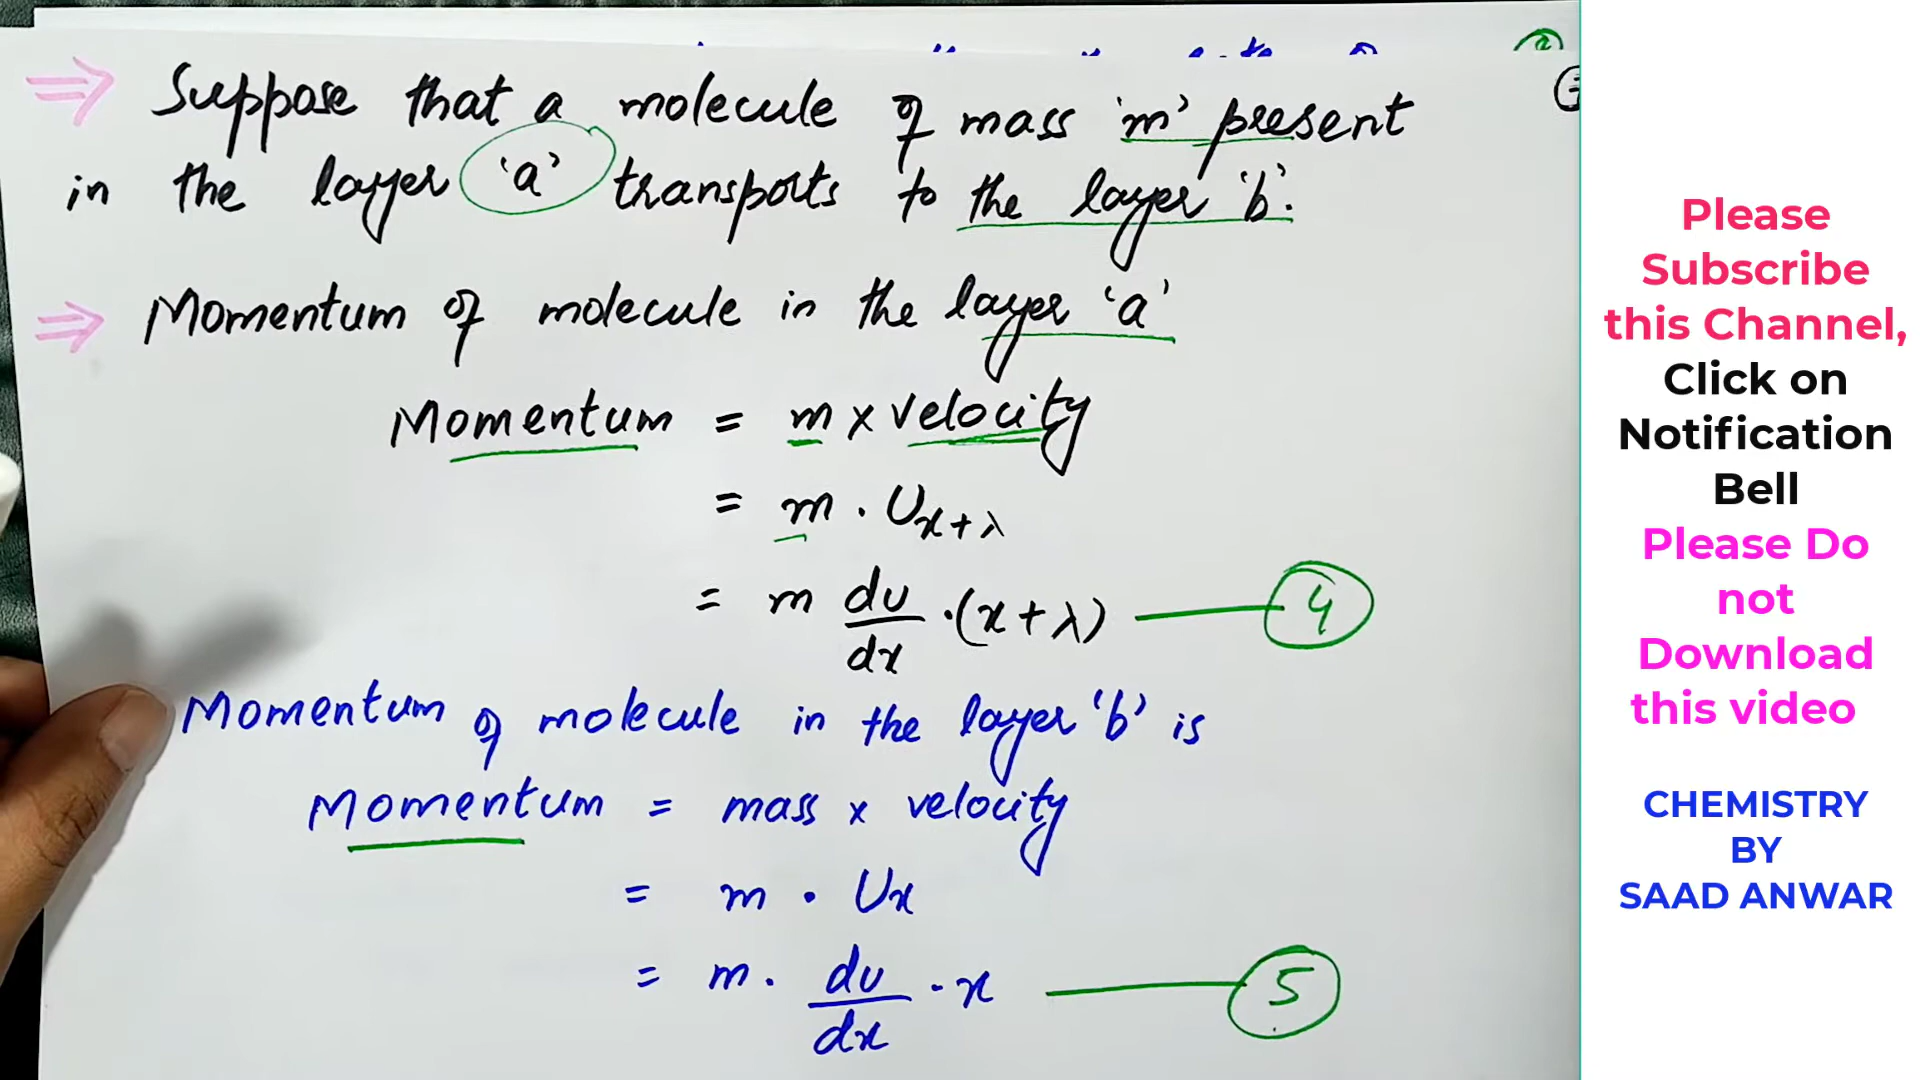 ⇒ Suppose that a molecule of mass 'm' present
in the layer 'a' transports to the layer 'b'.
⇒ Momentum of molecule in the layer 'a'
Momentum = m x velocity
= m . Ux+λ
= m du/dx .(x+λ) — 4
Momentum of molecule in the layer 'b' is
Momentum = mass x velocity
= m . Ux
= m . du/dx . x — 5
Please
Subscribe
this Channel,
Click on
Notification
Bell
Please Do
not
Download
this video
CHEMISTRY
BY
SAAD ANWAR